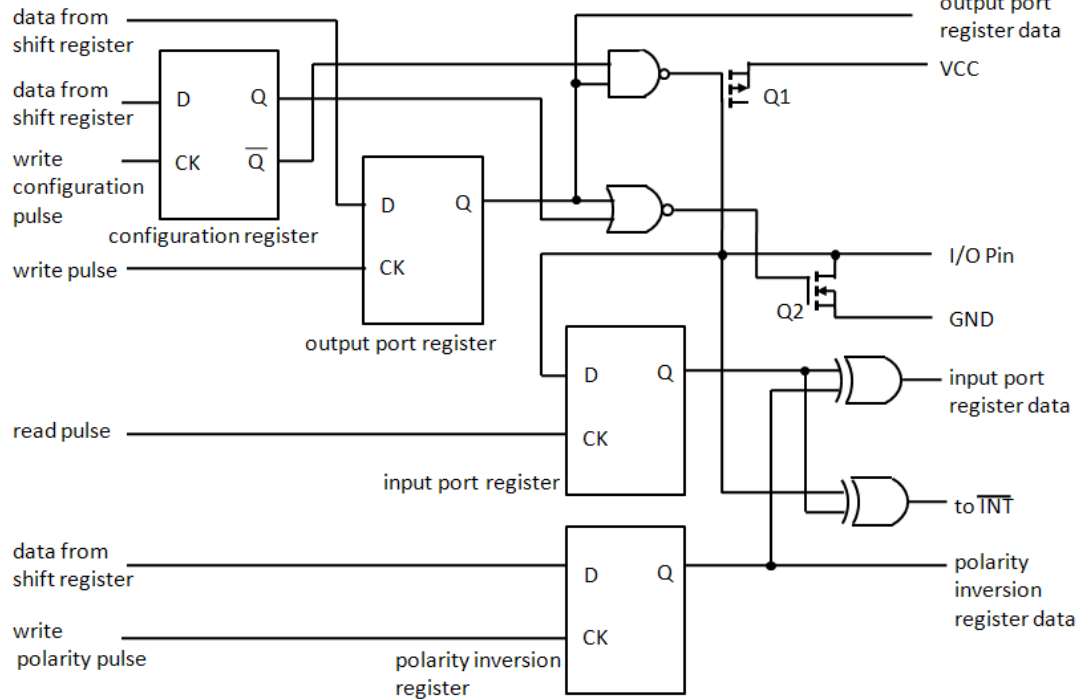 output port
register data
data from
shift register
VCC
Q1
data from
shift register
D
Q
write
configuration
pulse
CK
Q
configuration register
D
Q
write pulse
CK
I/O Pin
Q2
GND
output port register
D
Q
input port
register data
read pulse
CK
input port register
to INT
data from
shift register
D
Q
polarity
inversion
register data
write
polarity pulse
CK
polarity inversion
register